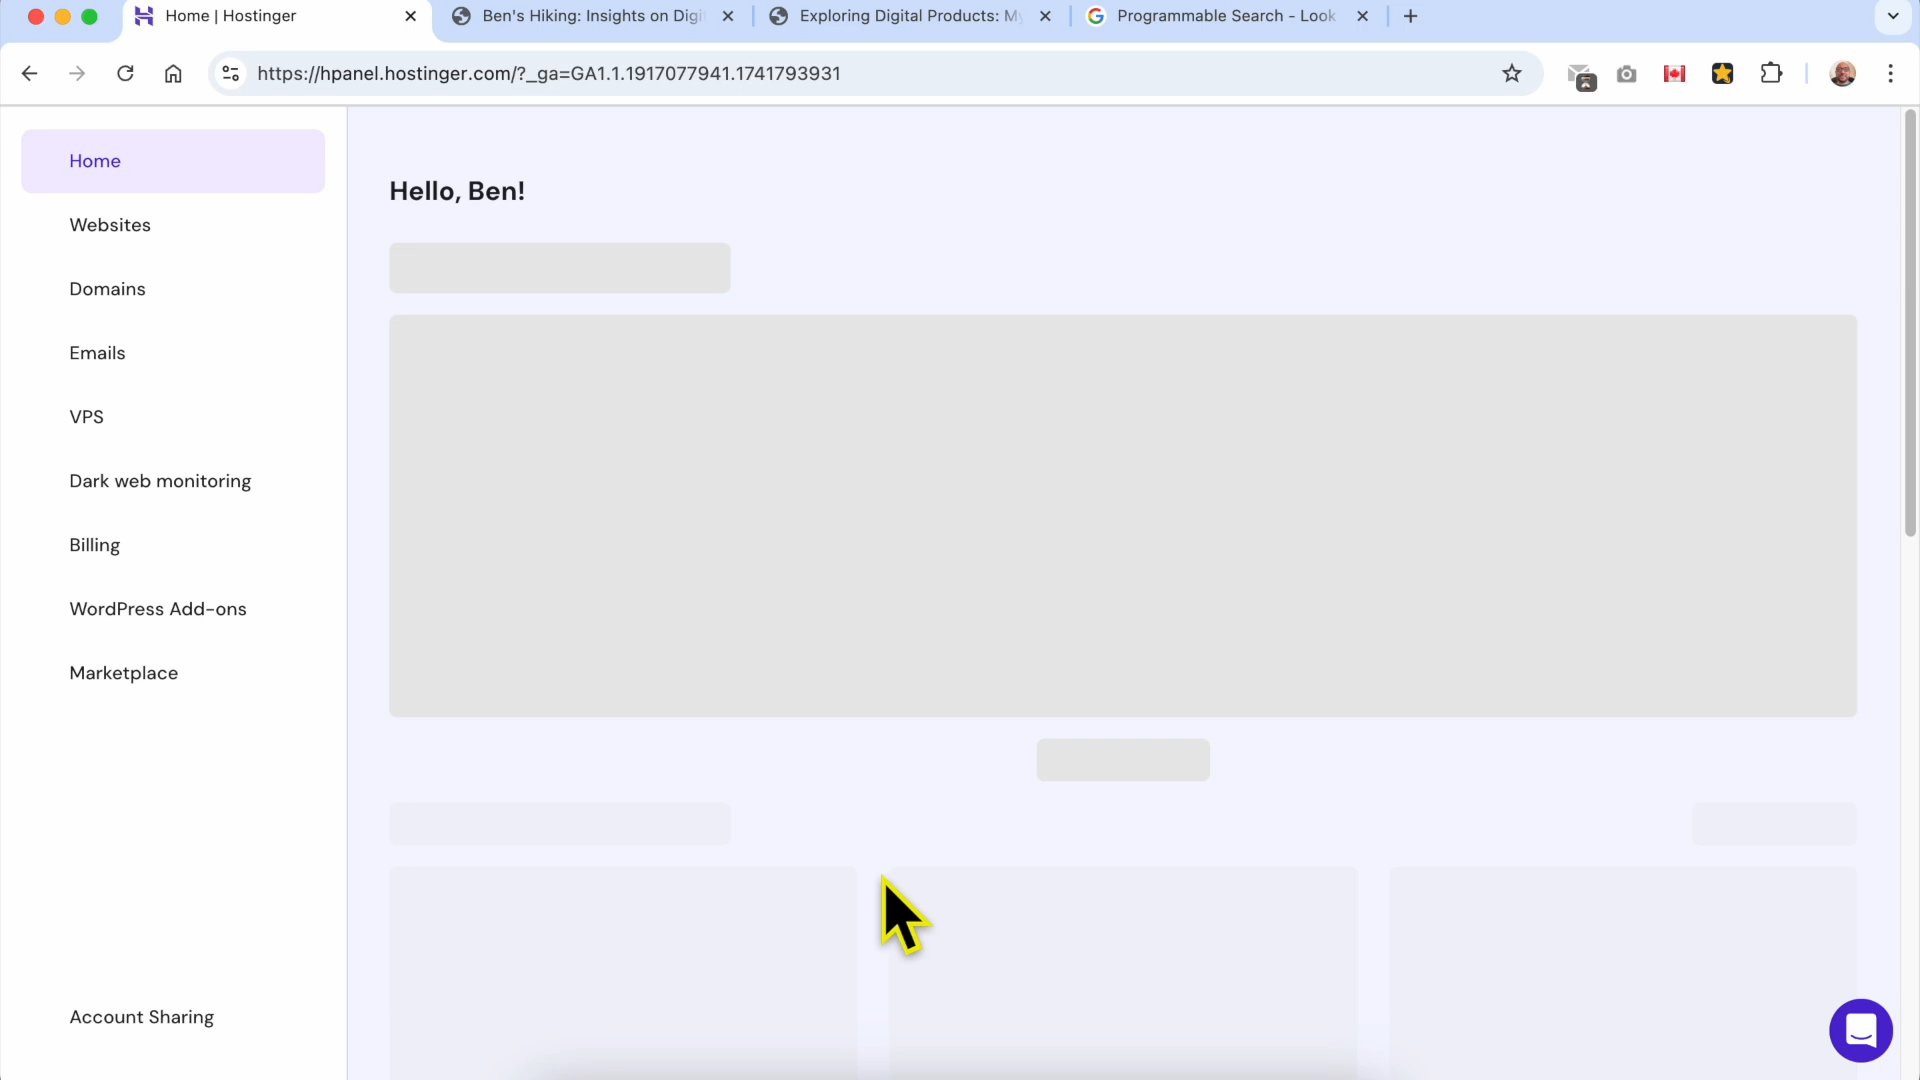 Home | Hostinger
Ben's Hiking: Insights on Digi
Exploring Digital Products: My
Programmable Search - Look
https://hpanel.hostinger.com/?_ga=GA1.1.1917077941.1741793931
Home
Websites
Domains
Emails
VPS
Dark web monitoring
Billing
WordPress Add-ons
Marketplace
Account Sharing
Hello, Ben!